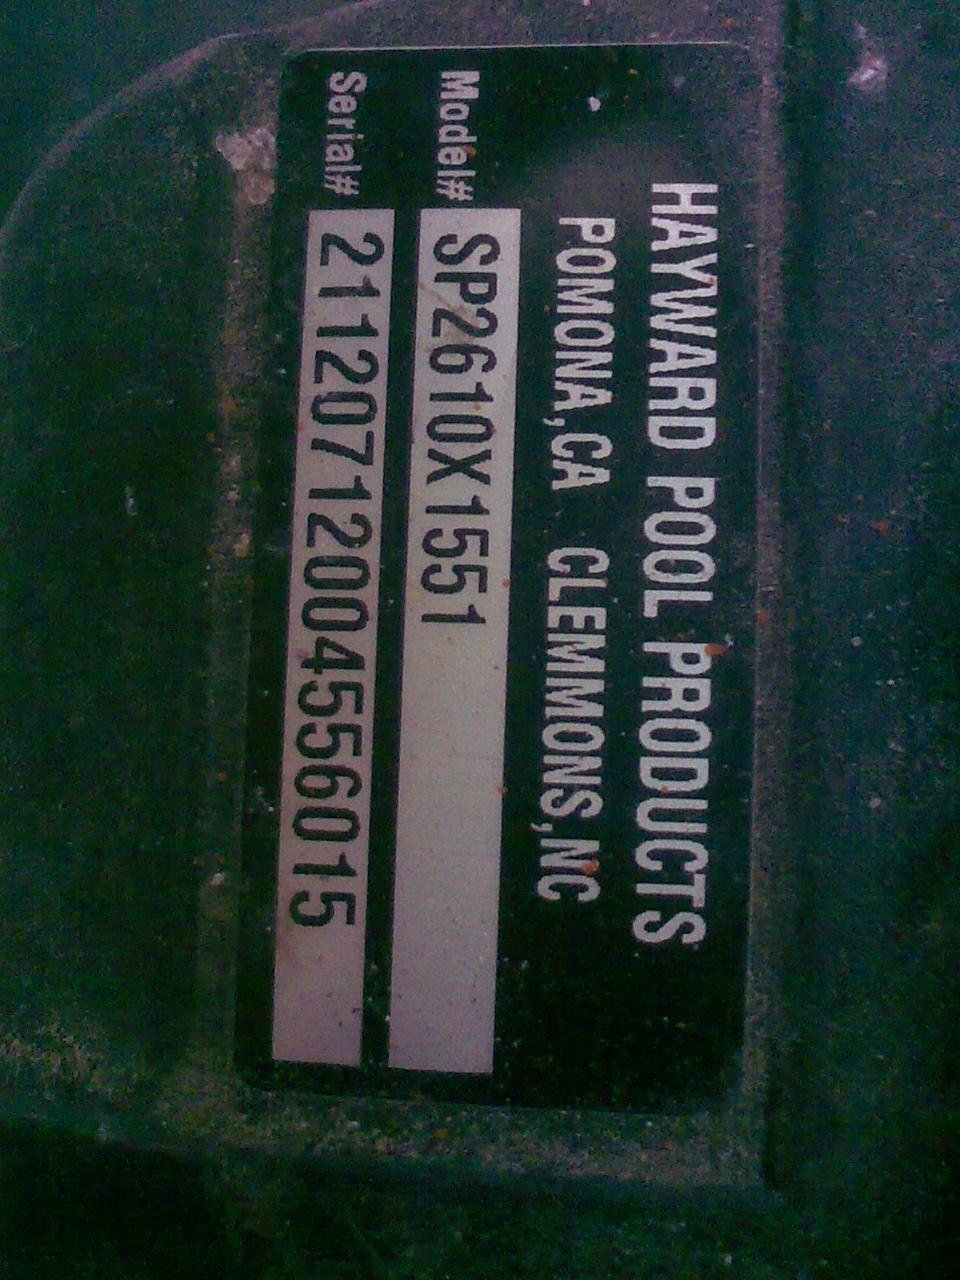 HAYWARD POOL PRODUCTS
POMONA,CA CLEMMONS,NC
Model# SP2610X1551
Serial# 21120712004556015